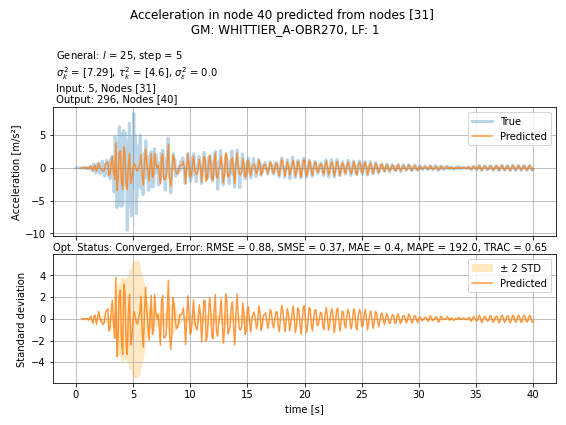 Acceleration in node 40 predicted from nodes [31]
GM: WHITTIER_A-OBR270, LF: 1
General: l = 25, step = 5
σ²ₖ = [7.29], τ²ₖ = [4.6], σ²ε = 0.0
Input: 5, Nodes [31]
Output: 296, Nodes [40]
True
Predicted
Acceleration [m/s²]
5
0
−5
−10
Opt. Status: Converged, Error: RMSE = 0.88, SMSE = 0.37, MAE = 0.4, MAPE = 192.0, TRAC = 0.65
± 2 STD
Predicted
Standard deviation
4
2
0
−2
−4
0 5 10 15 20 25 30 35 40
time [s]